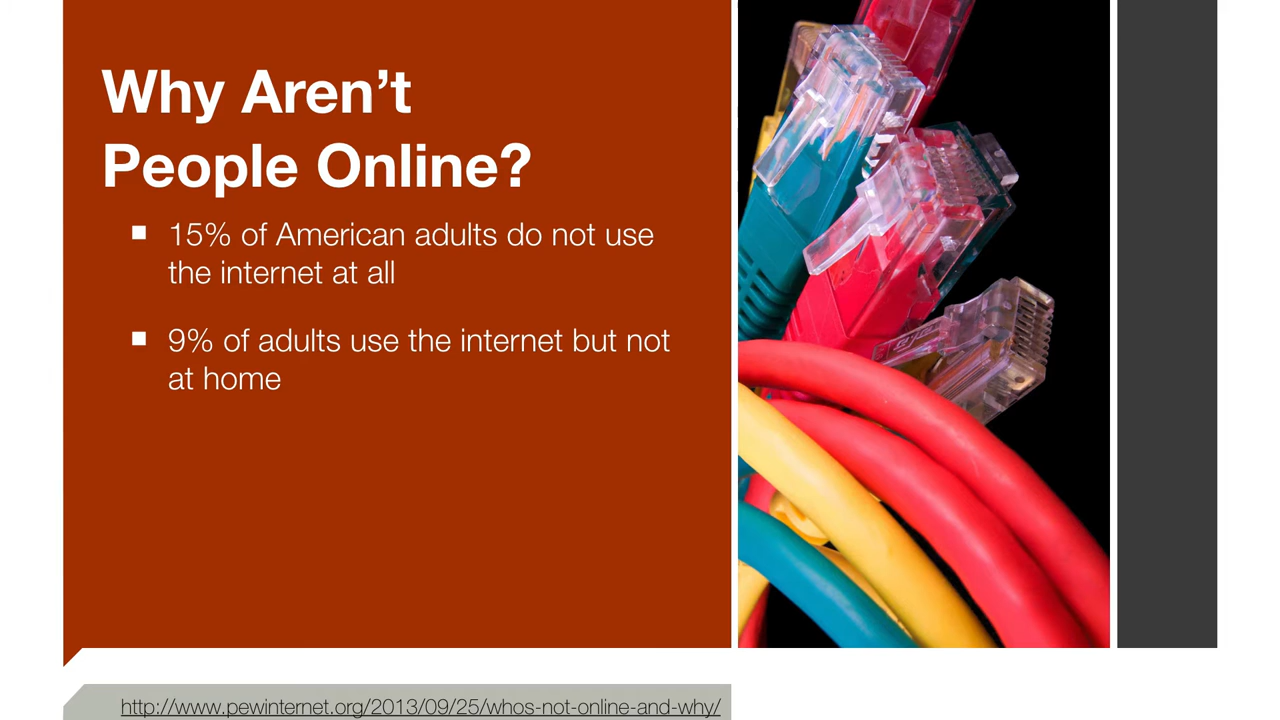 Why Aren’t
People Online?
15% of American adults do not use
the internet at all
9% of adults use the internet but not
at home
http://www.pewinternet.org/2013/09/25/whos-not-online-and-why/